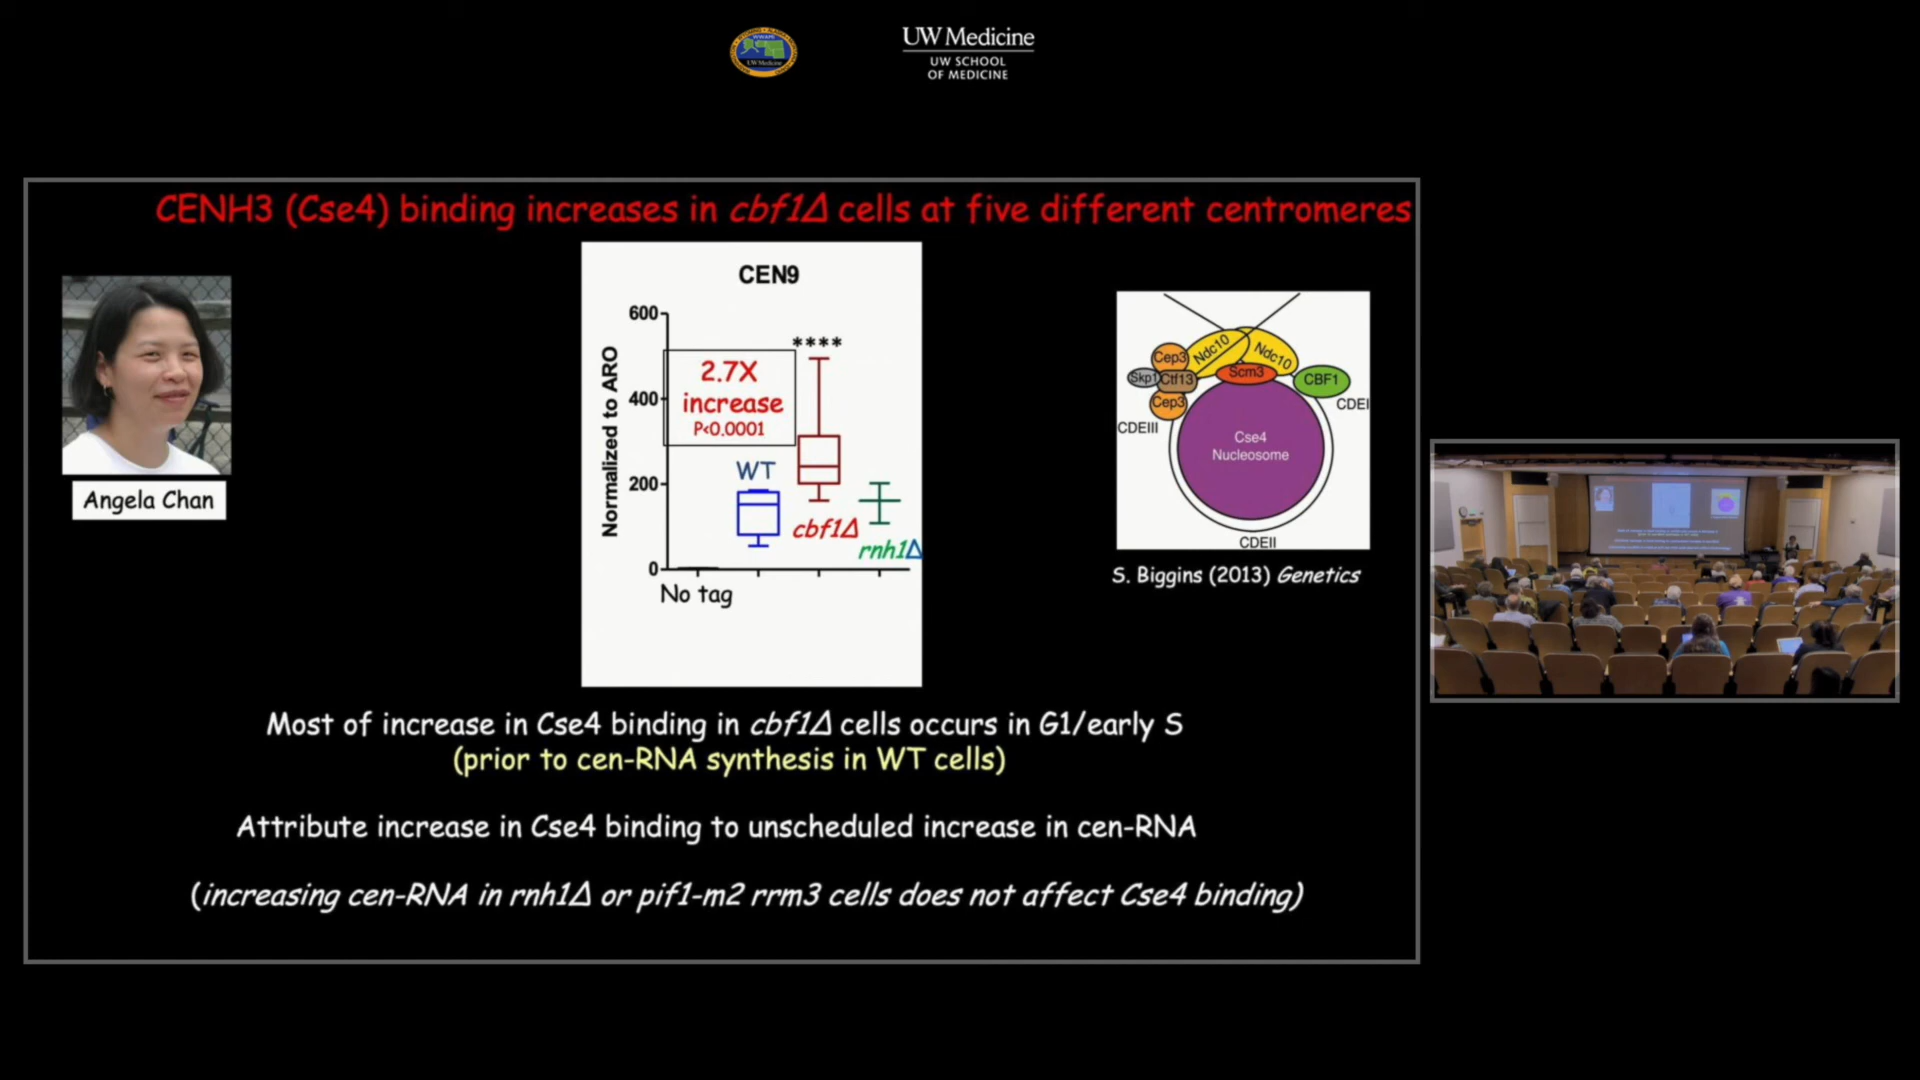 UW Medicine
UW SCHOOL
OF MEDICINE
CENH3 (Cse4) binding increases in cbf1Δ cells at five different centromeres
Angela Chan
CEN9
Normalized to ARO
600
400
200
0
****
2.7X
increase
P<0.0001
WT
cbf1Δ
rnh1Δ
No tag
Ndc10
Ndc10
Cep3
Skp1
Ctf13
Cep3
Scm3
CBF1
CDEI
CDEIII
Cse4
Nucleosome
CDEII
S. Biggins (2013) Genetics
Most of increase in Cse4 binding in cbf1Δ cells occurs in G1/early S
(prior to cen-RNA synthesis in WT cells)
Attribute increase in Cse4 binding to unscheduled increase in cen-RNA
(increasing cen-RNA in rnh1Δ or pif1-m2 rrm3 cells does not affect Cse4 binding)